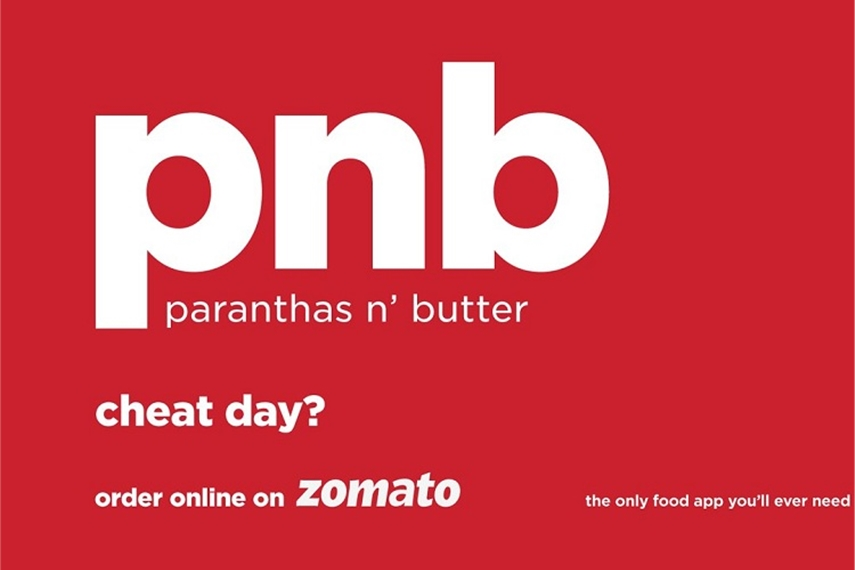 pnb
paranthas n’ butter
cheat day?
order online on zomato
the only food app you’ll ever need